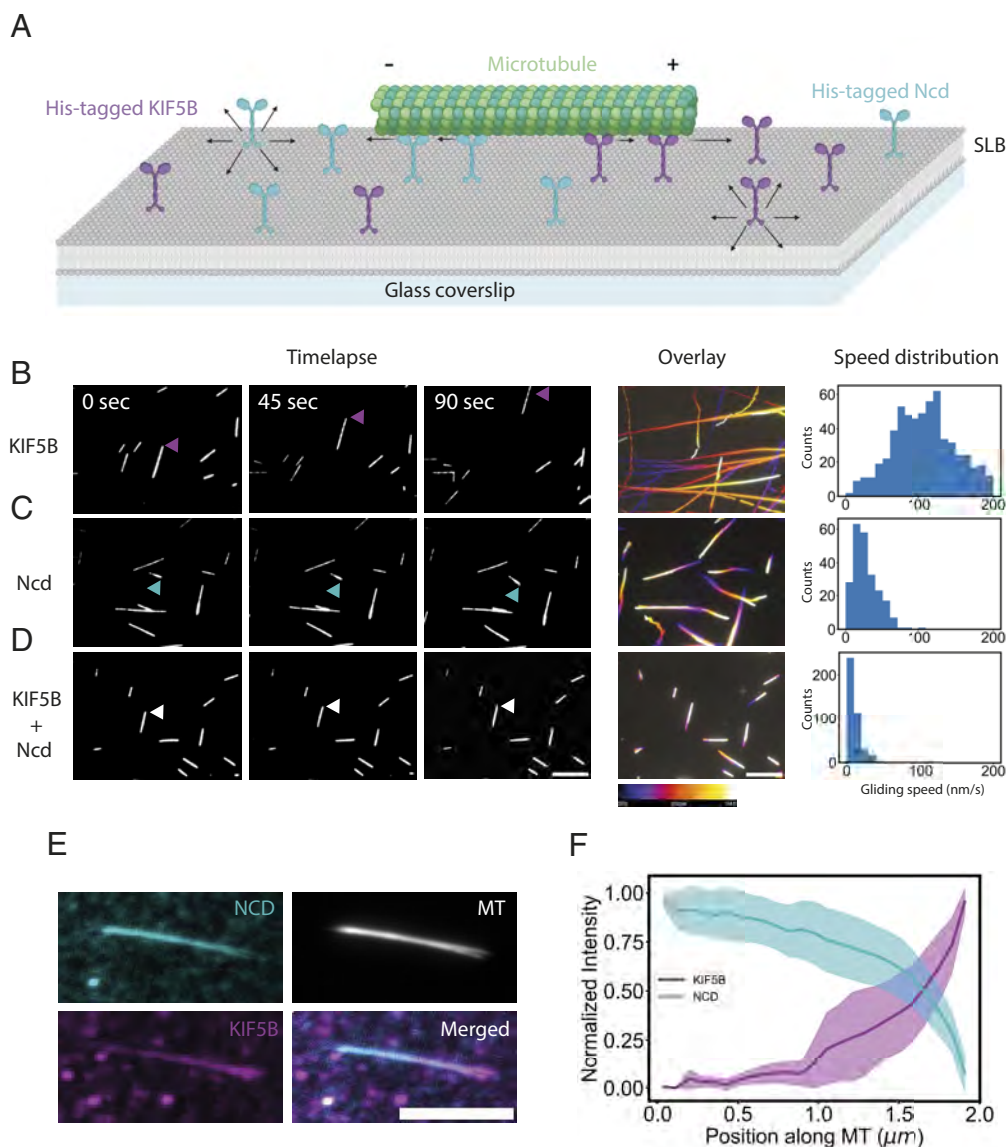 A
- Microtubule +
His-tagged KIF5B
His-tagged Ncd
SLB
Glass coverslip
Timelapse
Overlay
Speed distribution
B
KIF5B
0 sec
45 sec
90 sec
60
40
20
0
Counts
0 100 200
C
Ncd
60
40
20
0
Counts
0 100 200
D
KIF5B
+
Ncd
200
100
Counts
0 100 200
Gliding speed (nm/s)
E
NCD
MT
KIF5B
Merged
F
1.00
0.75
0.50
0.25
0.00
Normalized Intensity
KIF5B
NCD
0.0 0.5 1.0 1.5 2.0
Position along MT (μm)